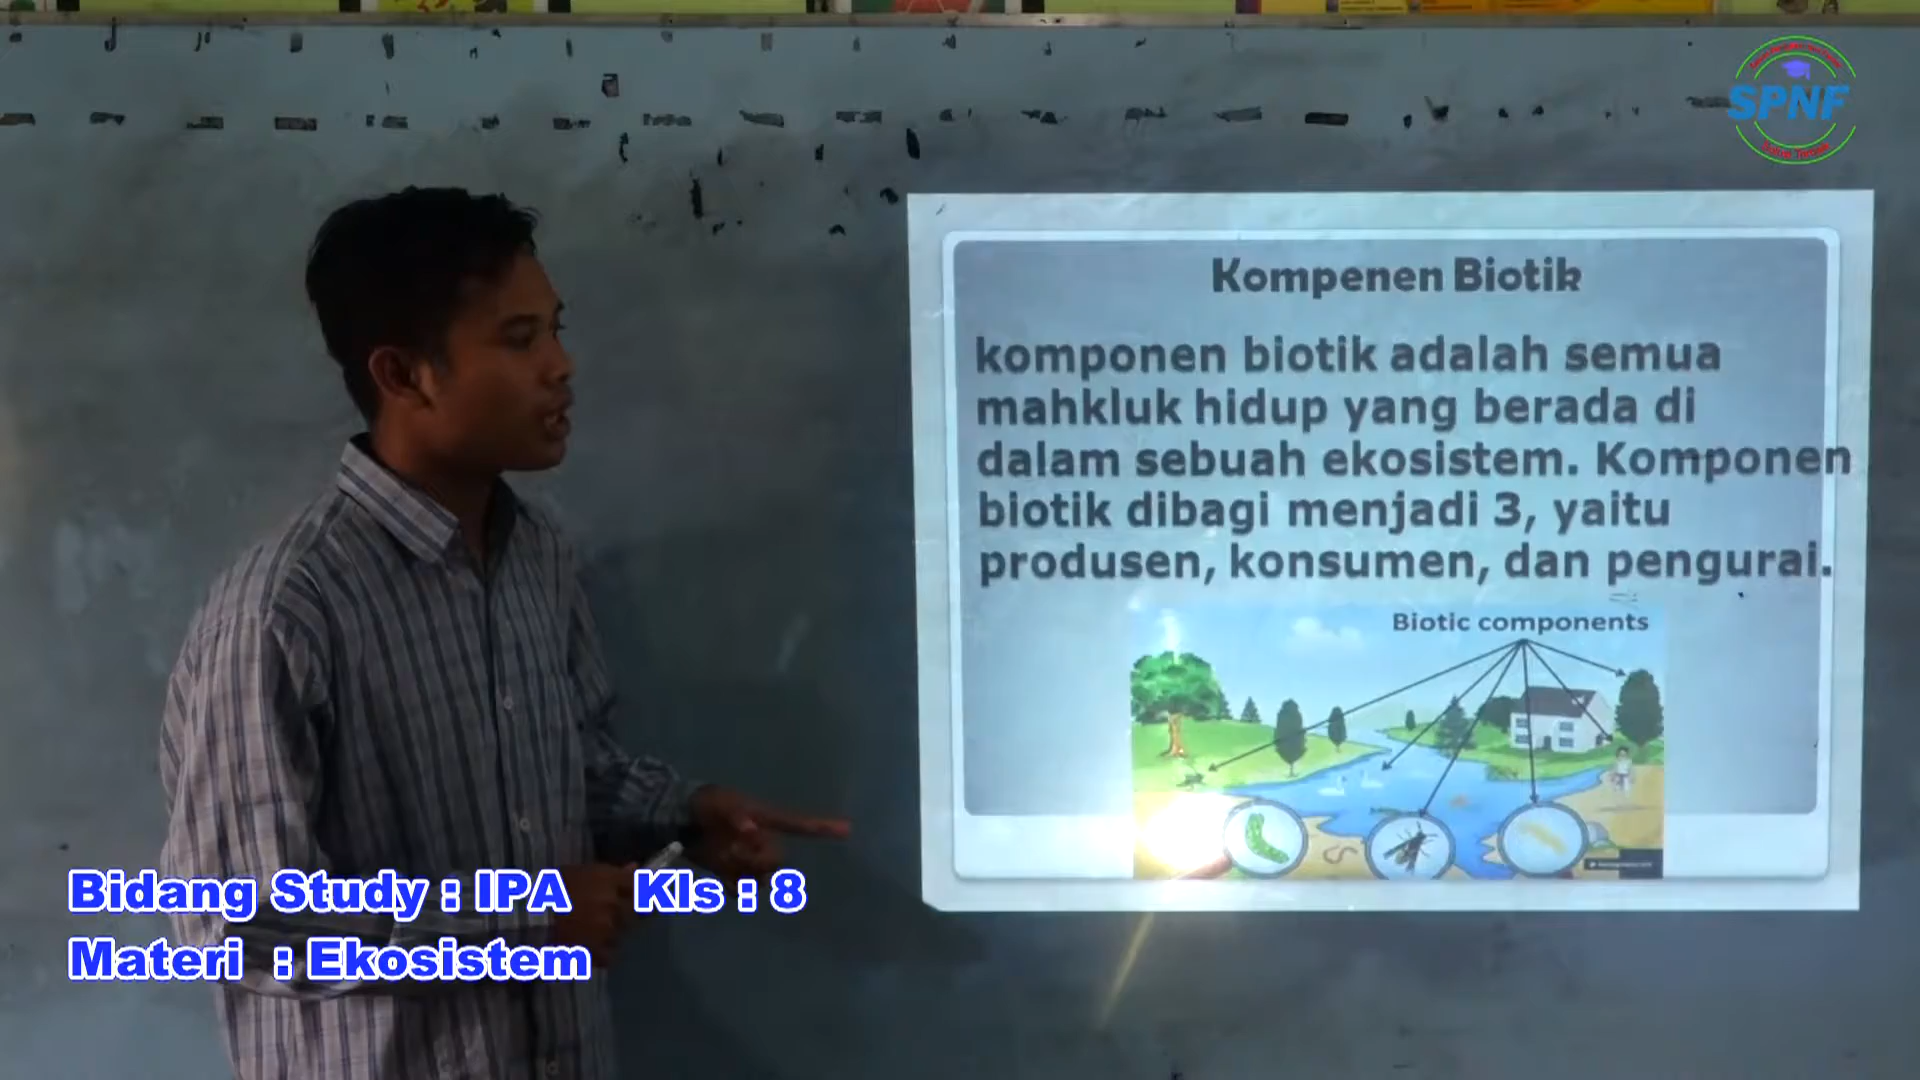 SPNF
Kompenen Biotik
komponen biotik adalah semua
mahkluk hidup yang berada di
dalam sebuah ekosistem. Komponen
biotik dibagi menjadi 3, yaitu
produsen, konsumen, dan pengurai.
Biotic components
Bidang Study : IPA Kls : 8
Materi : Ekosistem